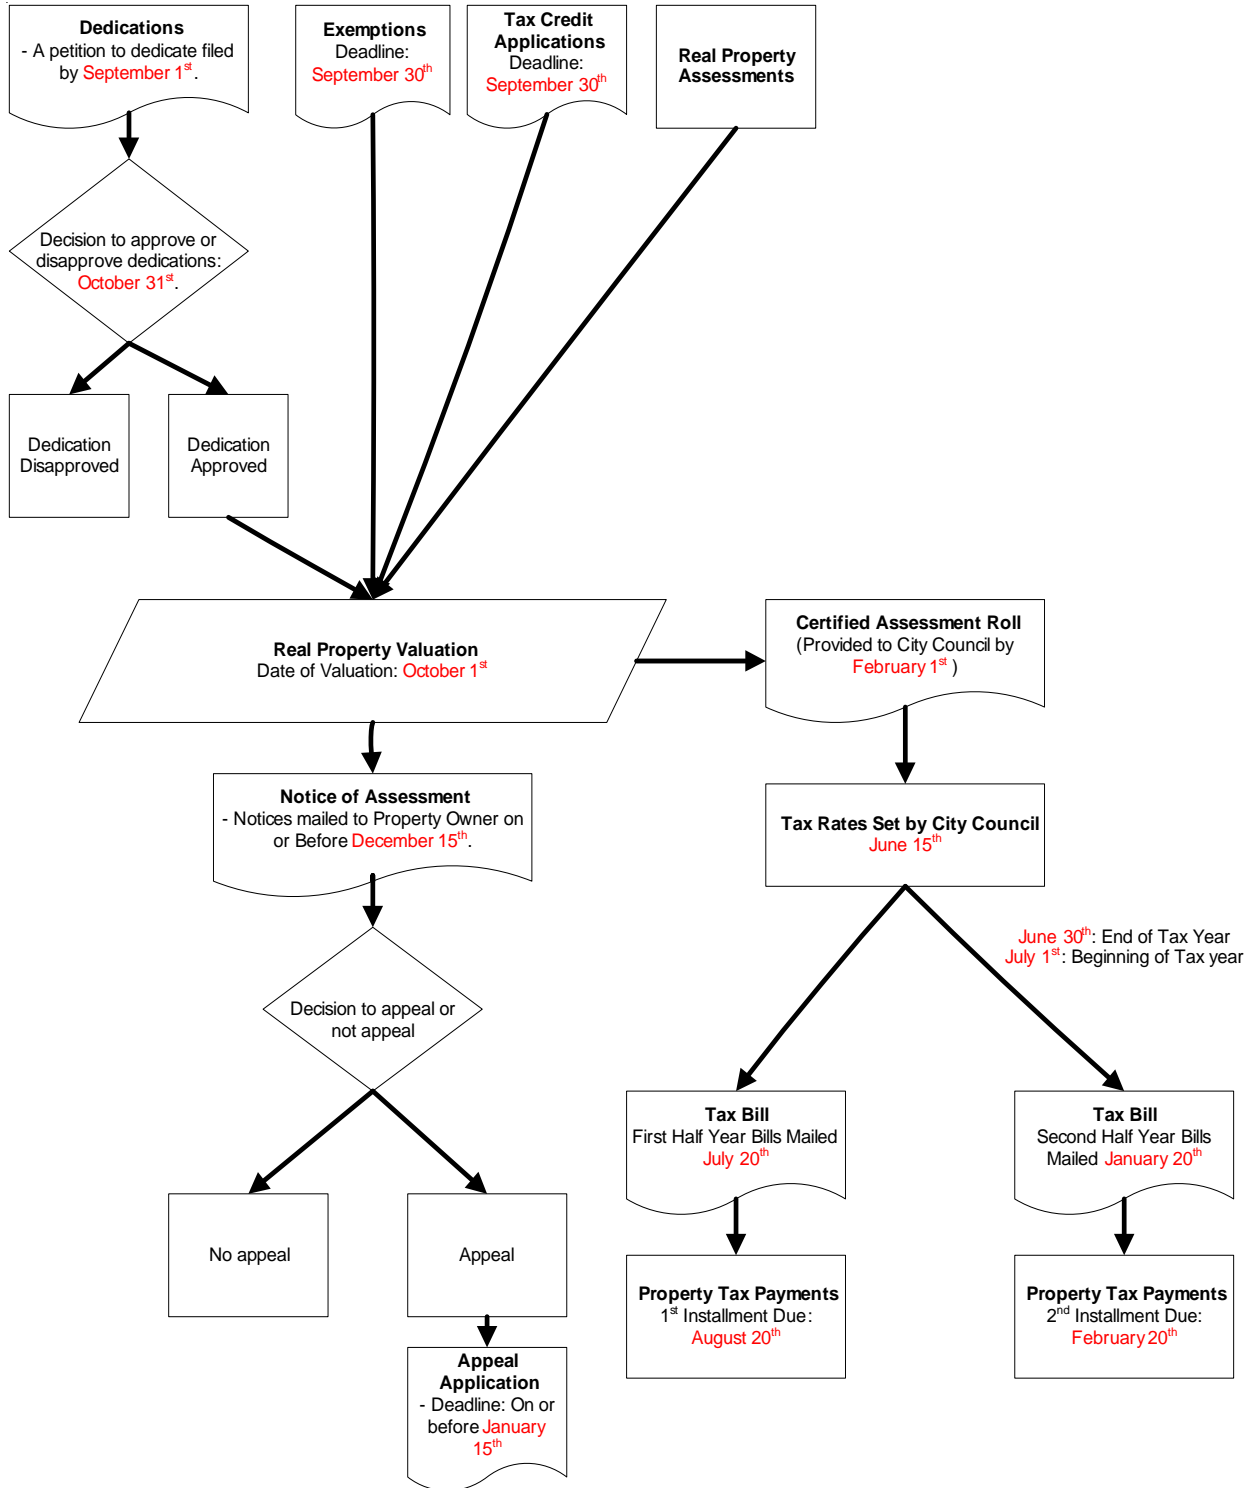 Dedications
- A petition to dedicate filed
by September 1st.
Exemptions
Deadline:
September 30th
Tax Credit
Applications
Deadline:
September 30th
Real Property
Assessments
Decision to approve or
disapprove dedications:
October 31st.
Dedication
Disapproved
Dedication
Approved
Real Property Valuation
Date of Valuation: October 1st
Certified Assessment Roll
(Provided to City Council by
February 1st )
Notice of Assessment
- Notices mailed to Property Owner on
or Before December 15th.
Tax Rates Set by City Council
June 15th
June 30th: End of Tax Year
July 1st: Beginning of Tax year
Decision to appeal or
not appeal
Tax Bill
First Half Year Bills Mailed
July 20th
Tax Bill
Second Half Year Bills
Mailed January 20th
No appeal
Appeal
Property Tax Payments
1st Installment Due:
August 20th
Property Tax Payments
2nd Installment Due:
February 20th
Appeal
Application
- Deadline: On or
before January
15th